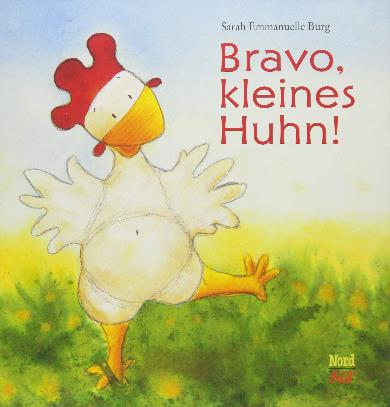 Sarah Emmanuelle Burg
Bravo,
kleines
Huhn!
Nord
Süd